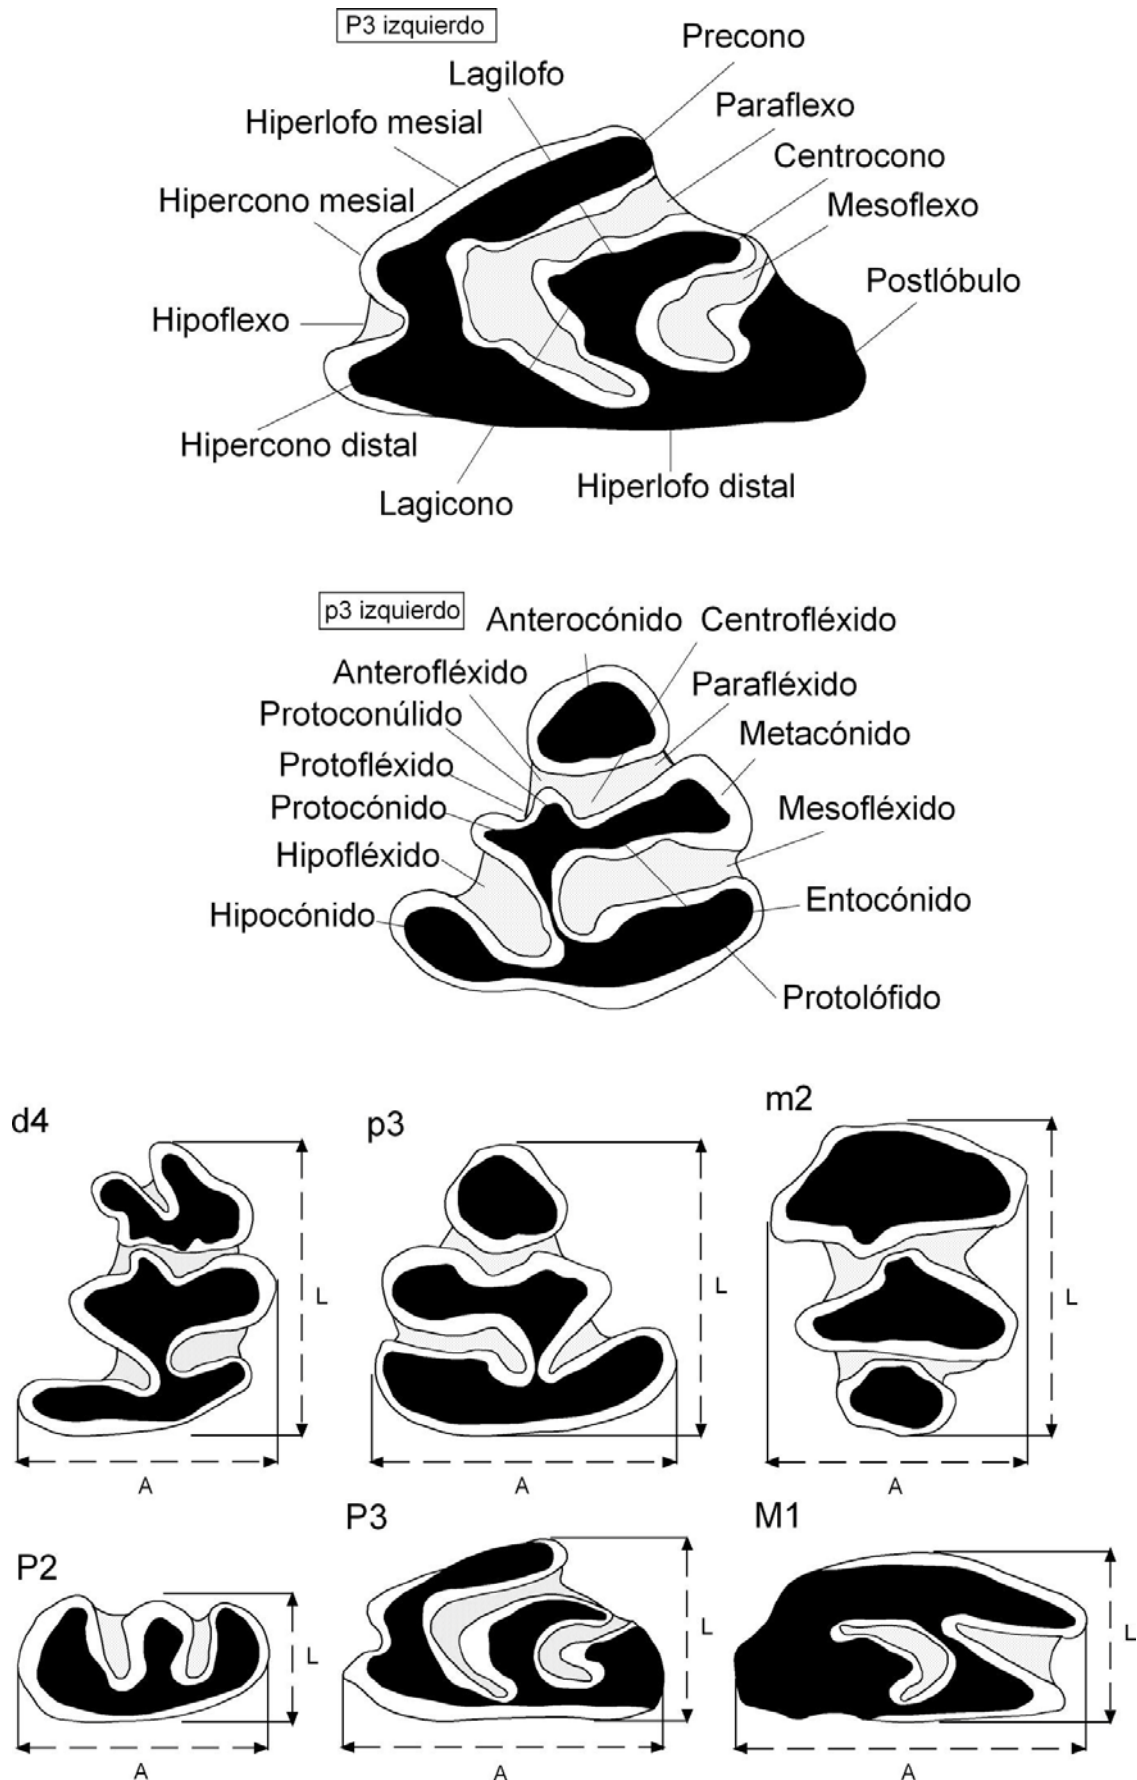 P3 izquierdo
Precono
Lagilofo
Paraflexo
Hiperlofo mesial
Centrocono
Hipercono mesial
Mesoflexo
Postlóbulo
Hipoflexo
Hipercono distal
Hiperlofo distal
Lagicono
p3 izquierdo
Anterocónido
Centrofléxido
Anterofléxido
Parafléxido
Protoconúlido
Metacónido
Protofléxido
Protocónido
Mesofléxido
Hipofléxido
Entocónido
Hipocónido
Protolófido
d4
p3
m2
L
L
L
A
A
A
P2
P3
M1
L
L
L
A
A
A